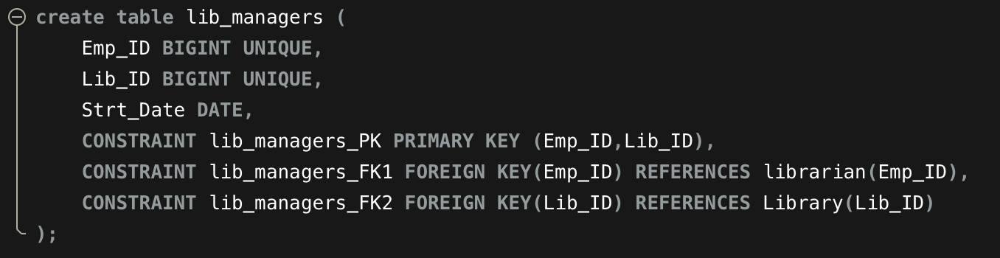 create table lib_managers (
Emp_ID BIGINT UNIQUE,
Lib_ID BIGINT UNIQUE,
Strt_Date DATE,
CONSTRAINT lib_managers_PK PRIMARY KEY (Emp_ID,Lib_ID),
CONSTRAINT lib_managers_FK1 FOREIGN KEY(Emp_ID) REFERENCES librarian(Emp_ID),
CONSTRAINT lib_managers_FK2 FOREIGN KEY(Lib_ID) REFERENCES Library(Lib_ID)
);